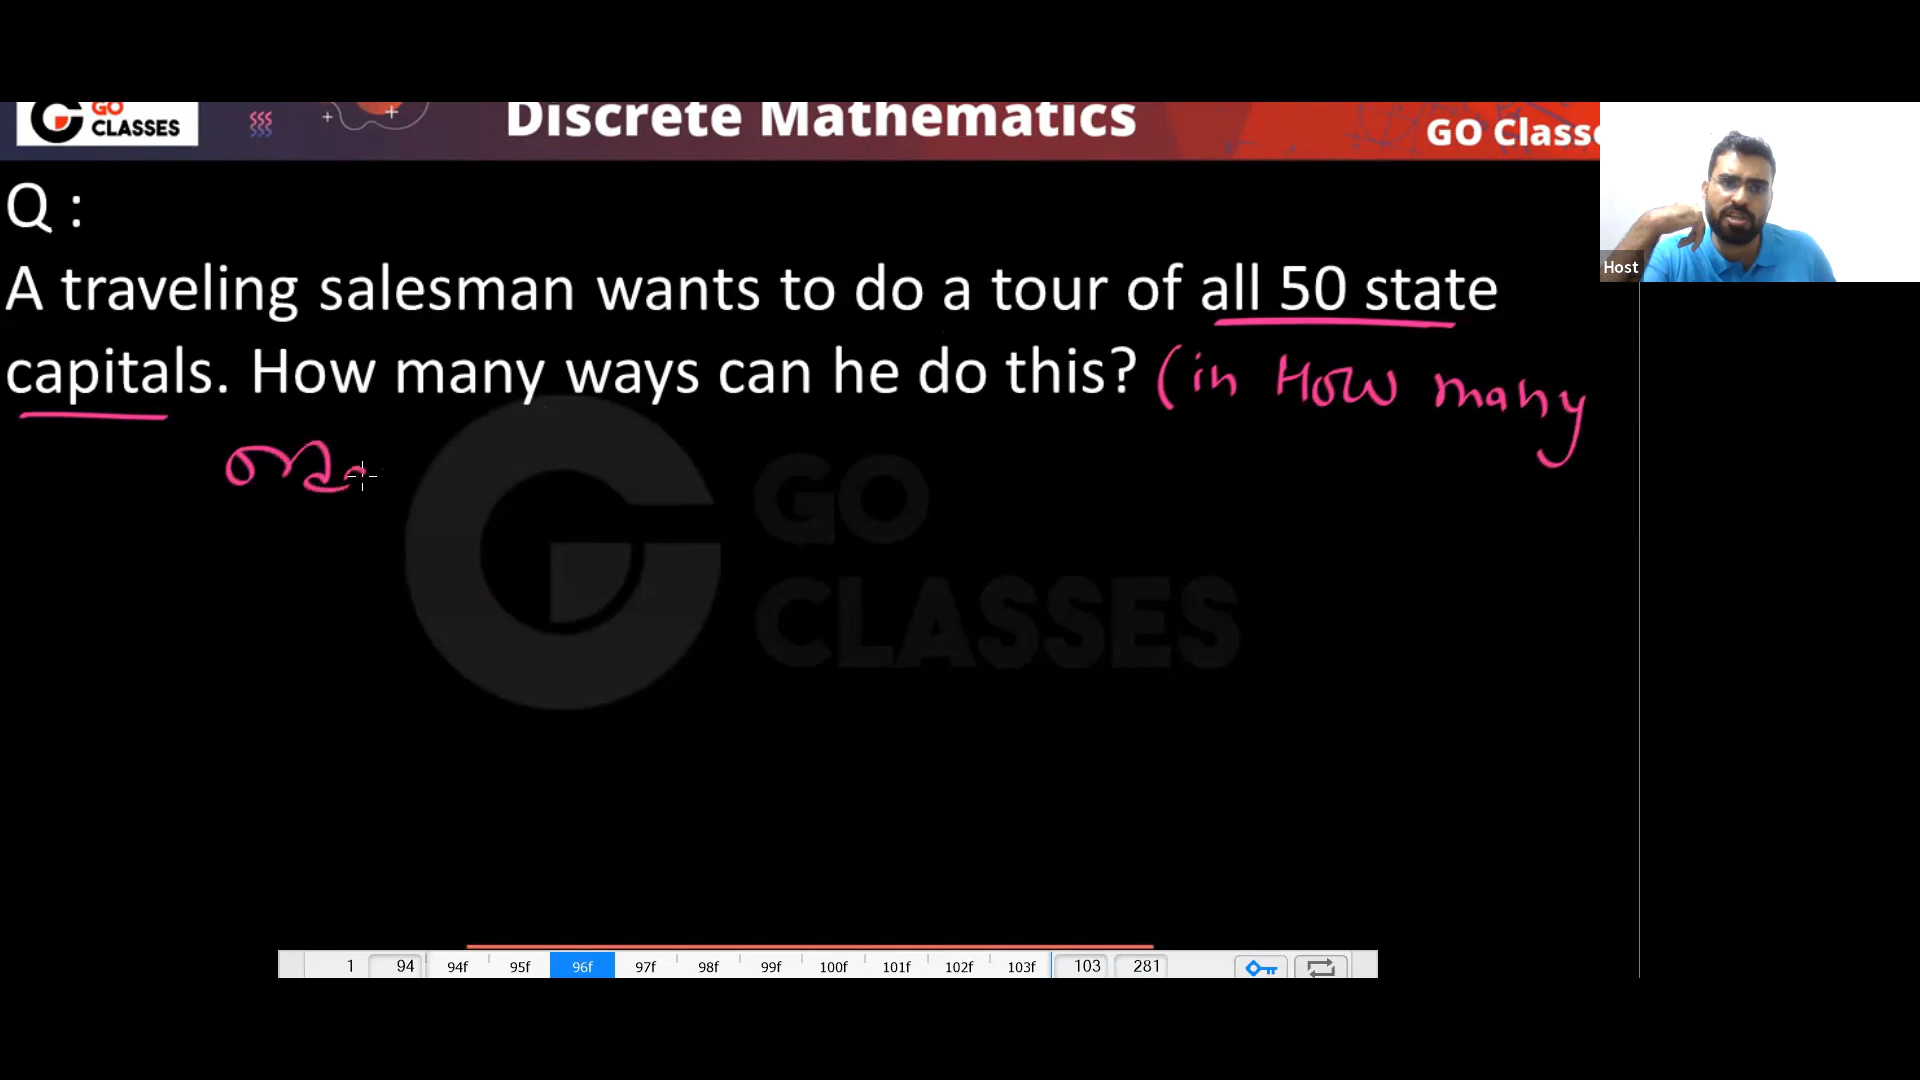 GO
CLASSES
Discrete Mathematics
GO Classe
Host
Q :
A traveling salesman wants to do a tour of all 50 state
capitals. How many ways can he do this? (in How many
GO
CLASSES
1 94 94f 95f 96f 97f 98f 99f 100f 101f 102f 103f 103 281